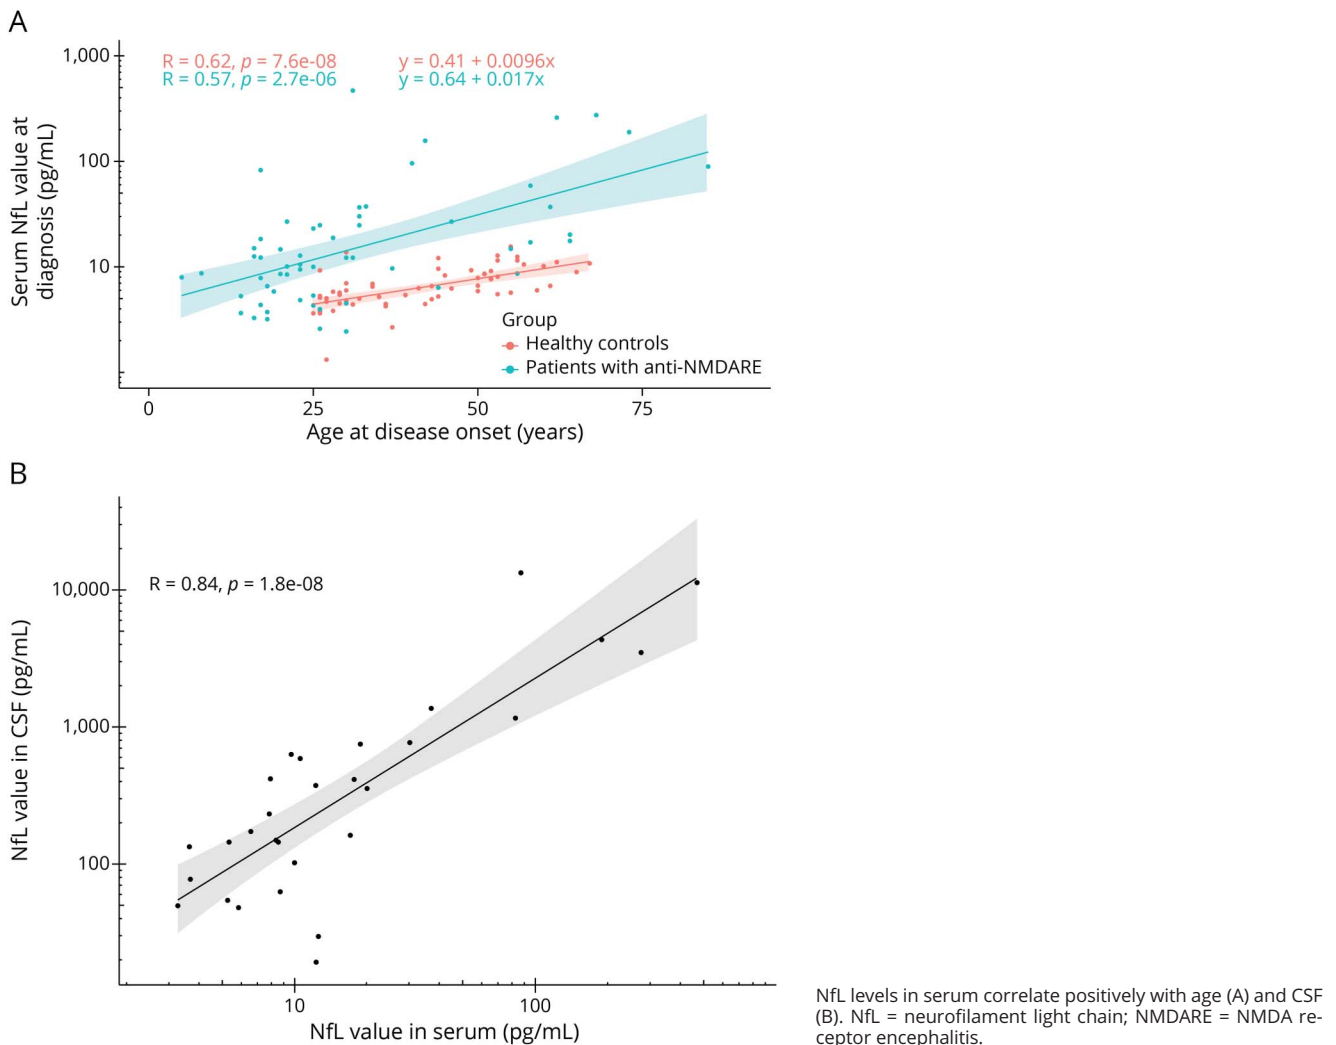 A
Serum NfL value at
diagnosis (pg/mL)
1,000
100
10
R = 0.62, p = 7.6e-08 y = 0.41 + 0.0096x
R = 0.57, p = 2.7e-06 y = 0.64 + 0.017x
Group
Healthy controls
Patients with anti-NMDARE
0 25 50 75
Age at disease onset (years)
B
NfL value in CSF (pg/mL)
10,000
1,000
100
R = 0.84, p = 1.8e-08
10 100
NfL value in serum (pg/mL)
NfL levels in serum correlate positively with age (A) and CSF
(B). NfL = neurofilament light chain; NMDARE = NMDA re-
ceptor encephalitis.